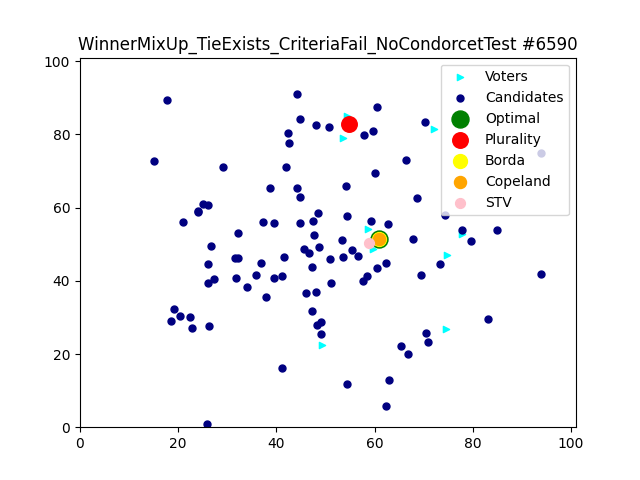 WinnerMixUp_TieExists_CriteriaFail_NoCondorcetTest #6590
100
80
60
40
20
0
0
20
40
60
80
100
Voters
Candidates
Optimal
Plurality
Borda
Copeland
STV